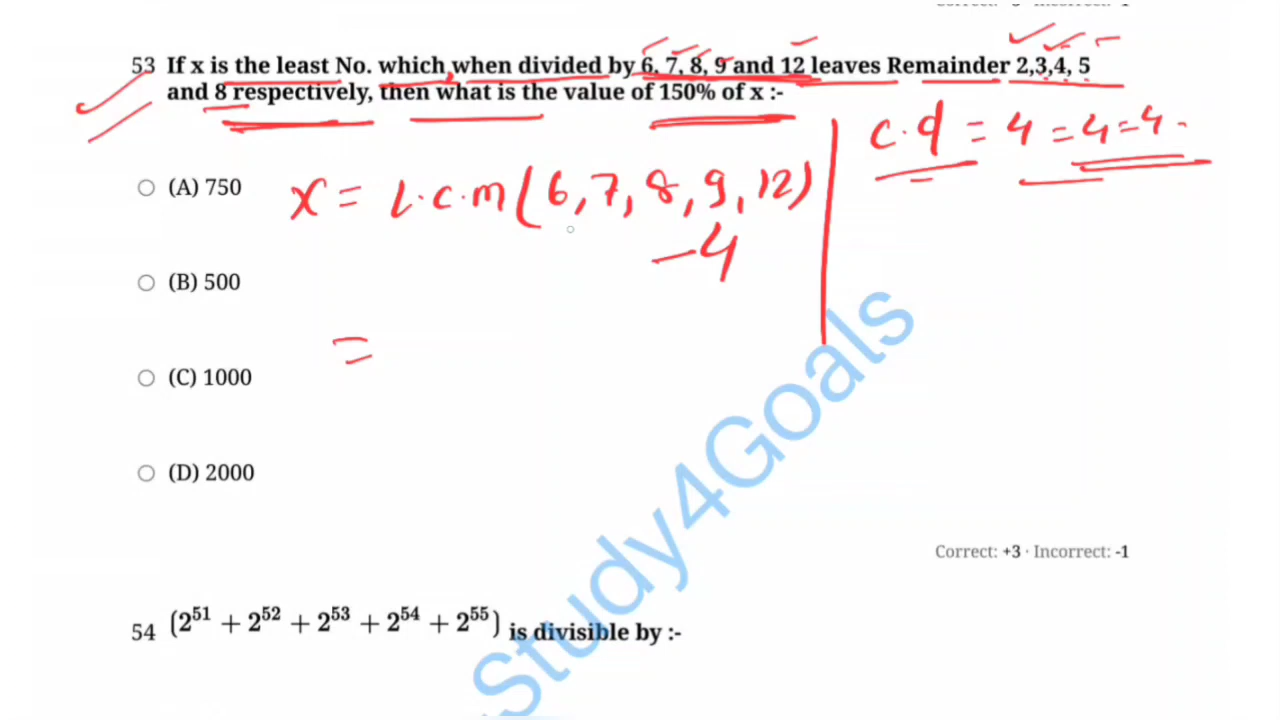 53 If x is the least No. which when divided by 6, 7, 8, 9 and 12 leaves Remainder 2,3,4, 5
and 8 respectively, then what is the value of 150% of x :-
c.d = 4 = 4 = 4 -
(A) 750
x = L.C.M (6, 7, 8, 9, 12)
-4
(B) 500
=
(C) 1000
(D) 2000
Study4Goals
Correct: +3 · Incorrect: -1
54 (2^51 + 2^52 + 2^53 + 2^54 + 2^55) is divisible by :-